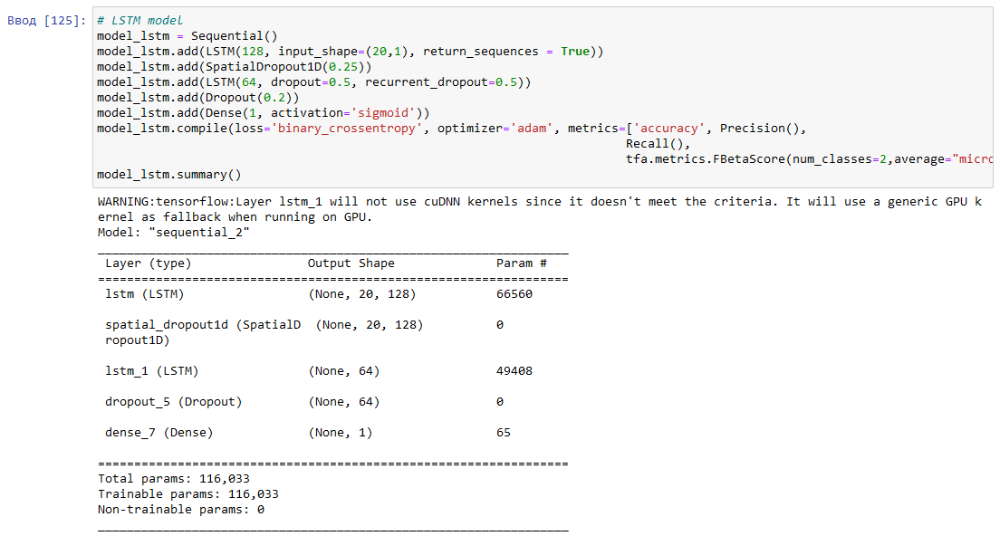 Ввод [125]: # LSTM model
model_lstm = Sequential()
model_lstm.add(LSTM(128, input_shape=(20,1), return_sequences = True))
model_lstm.add(SpatialDropout1D(0.25))
model_lstm.add(LSTM(64, dropout=0.5, recurrent_dropout=0.5))
model_lstm.add(Dropout(0.2))
model_lstm.add(Dense(1, activation='sigmoid'))
model_lstm.compile(loss='binary_crossentropy', optimizer='adam', metrics=['accuracy', Precision(),
Recall(),
tfa.metrics.FBetaScore(num_classes=2,average="micro
model_lstm.summary()
WARNING:tensorflow:Layer lstm_1 will not use cuDNN kernels since it doesn't meet the criteria. It will use a generic GPU k
ernel as fallback when running on GPU.
Model: "sequential_2"
_________________________________________________________________
Layer (type) Output Shape Param #
=================================================================
lstm (LSTM) (None, 20, 128) 66560
spatial_dropout1d (SpatialD (None, 20, 128) 0
ropout1D)
lstm_1 (LSTM) (None, 64) 49408
dropout_5 (Dropout) (None, 64) 0
dense_7 (Dense) (None, 1) 65
=================================================================
Total params: 116,033
Trainable params: 116,033
Non-trainable params: 0
_________________________________________________________________